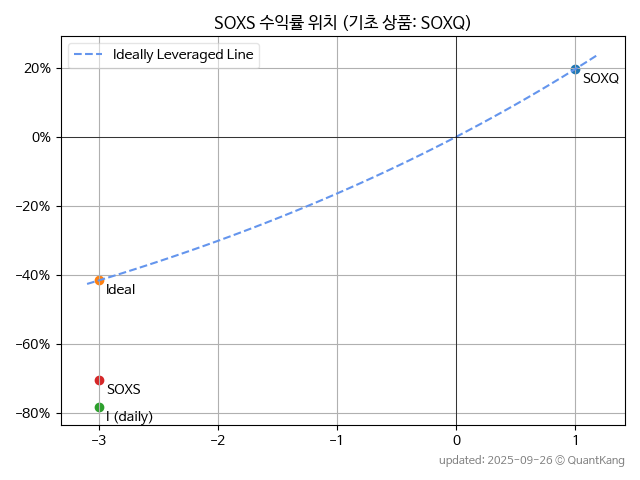 SOXS 수익률 위치 (기초 상품: SOXQ)
Ideally Leveraged Line
20%
0%
−20%
−40%
−60%
−80%
SOXQ
Ideal
SOXS
I (daily)
−3
−2
−1
0
1
updated: 2025-09-26 © QuantKang